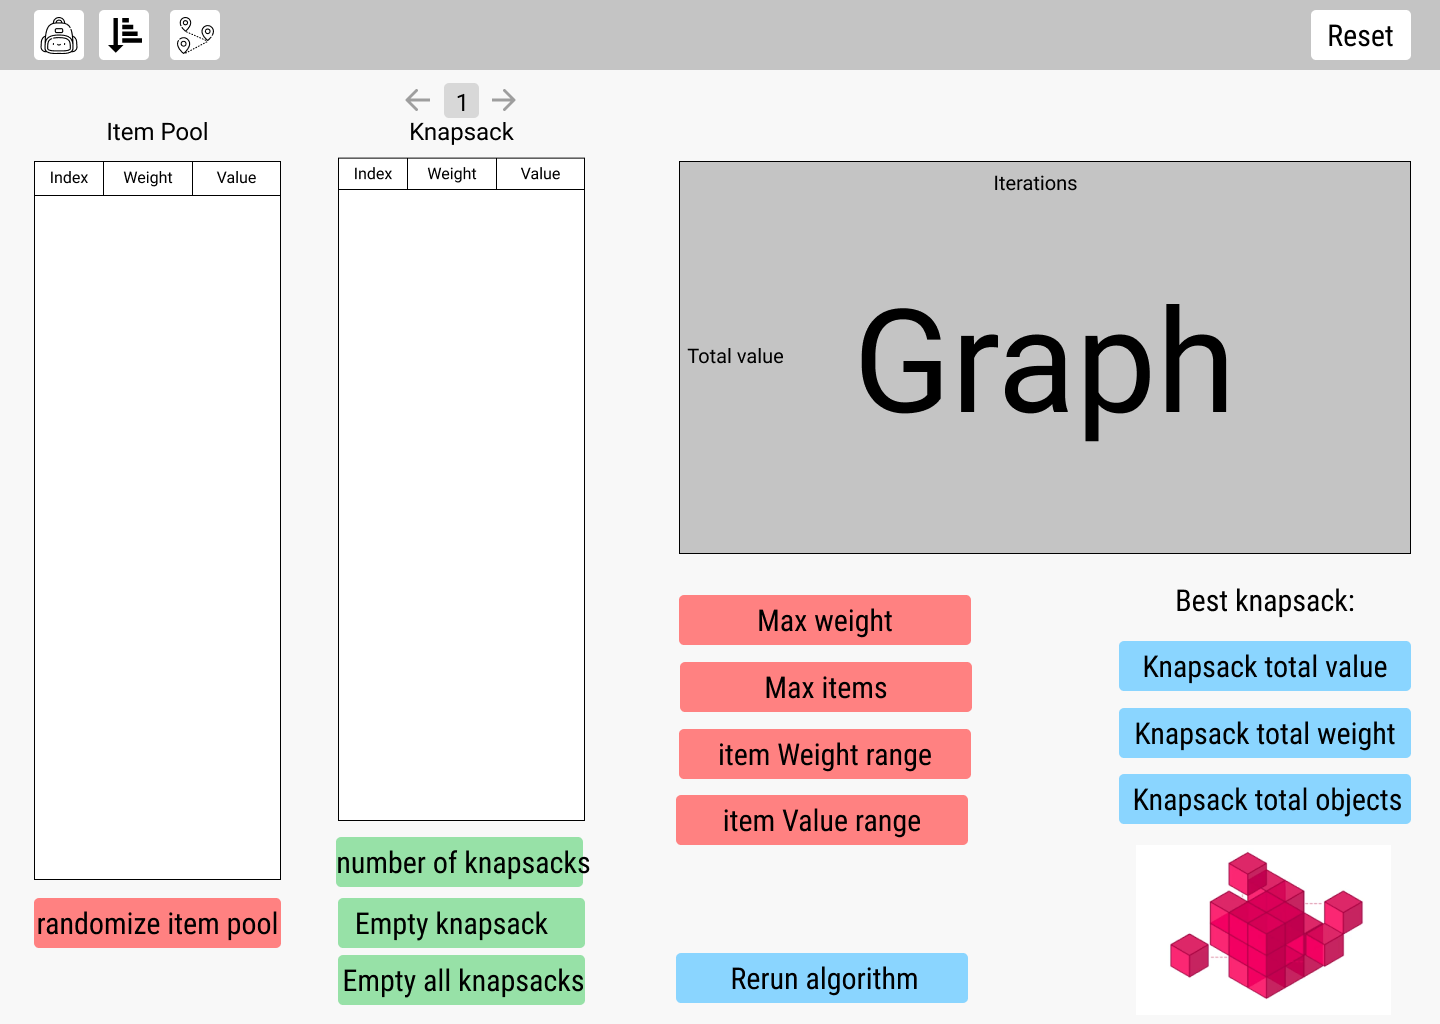 Reset
1
Item Pool
Knapsack
Index Weight Value
Index Weight Value
Iterations
Total value
Graph
Max weight
Max items
item Weight range
item Value range
Best knapsack:
Knapsack total value
Knapsack total weight
Knapsack total objects
number of knapsacks
Empty knapsack
Empty all knapsacks
randomize item pool
Rerun algorithm